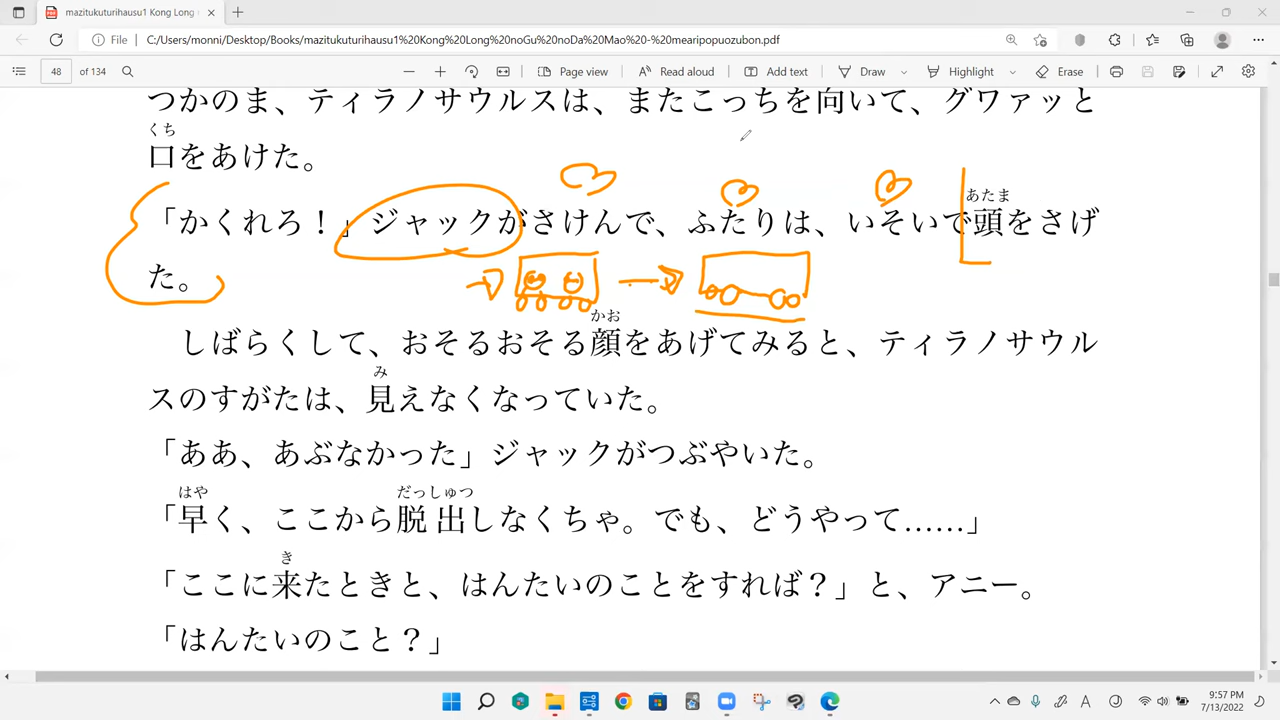 mazitukuturihausu1 Kong Long
File
C:/Users/monni/Desktop/Books/mazitukuturihausu1%20Kong%20Long%20noGu%20noDa%20Mao%20-%20mearipopuozubon.pdf
48 of 134
Page view
Read aloud
Add text
Draw
Highlight
Erase
つかのま、ティラノサウルスは、またこっちを向いて、グワァッと
くち
口をあけた。
あたま
「かくれろ！」ジャックがさけんで、ふたりは、いそいで頭をさげ
た。
かお
しばらくして、おそるおそる顔をあげてみると、ティラノサウル
み
スのすがたは、見えなくなっていた。
「ああ、あぶなかった」ジャックがつぶやいた。
はや だっしゅつ
「早く、ここから脱出しなくちゃ。でも、どうやって……」
き
「ここに来たときと、はんたいのことをすれば？」と、アニー。
「はんたいのこと？」
9:57 PM
7/13/2022